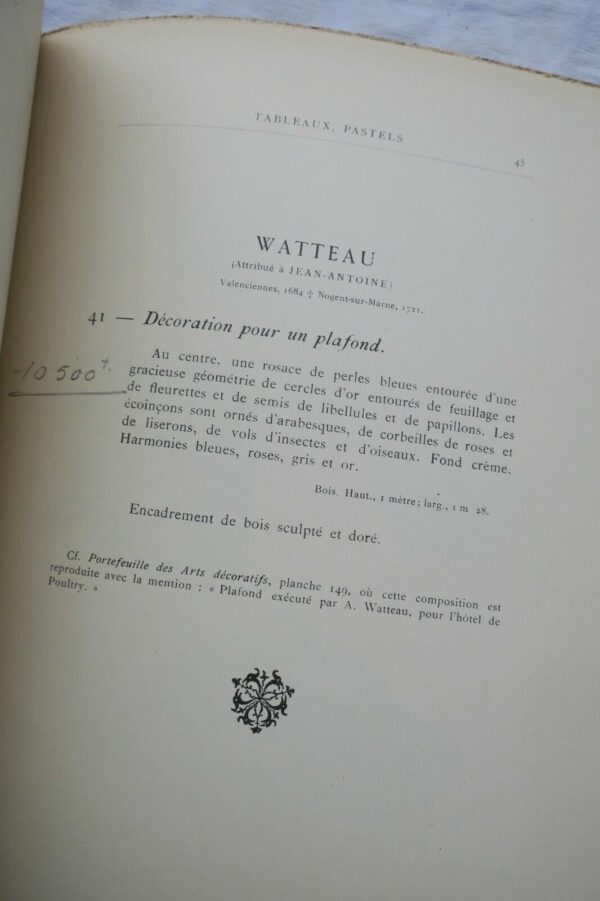 TABLEAUX, PASTELS
45
WATTEAU
(Attribué à JEAN-ANTOINE)
Valenciennes, 1684 ‡ Nogent-sur-Marne, 1721.
41 — Décoration pour un plafond.
10 500 f.
Au centre, une rosace de perles bleues entourée d'une
gracieuse géométrie de cercles d'or entourés de feuillage et
de fleurettes et de semis de libellules et de papillons. Les
écoinçons sont ornés d'arabesques, de corbeilles de roses et
de liserons, de vols d'insectes et d'oiseaux. Fond crème.
Harmonies bleues, roses, gris et or.
Bois. Haut., 1 mètre; larg., 1 m 28.
Encadrement de bois sculpté et doré.
Cf. Portefeuille des Arts décoratifs, planche 149, où cette composition est
reproduite avec la mention : « Plafond exécuté par A. Watteau, pour l'hôtel de
Poultry. »